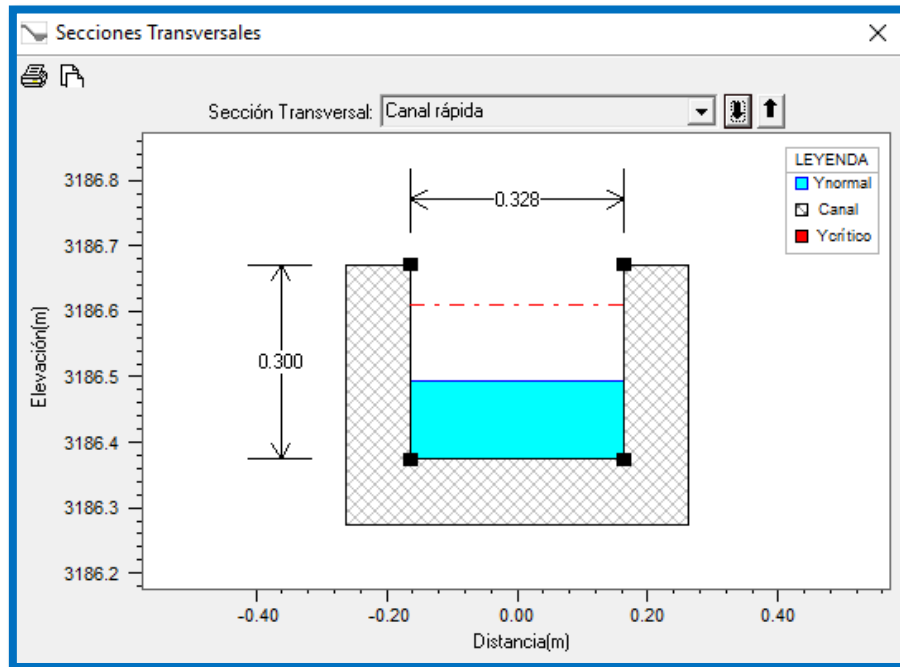 Secciones Transversales
Sección Transversal: Canal rápida
LEYENDA
Ynormal
Canal
Ycrítico
3186.8
3186.7
3186.6
3186.5
3186.4
3186.3
3186.2
Elevación(m)
0.328
0.300
-0.40 -0.20 0.00 0.20 0.40
Distancia(m)